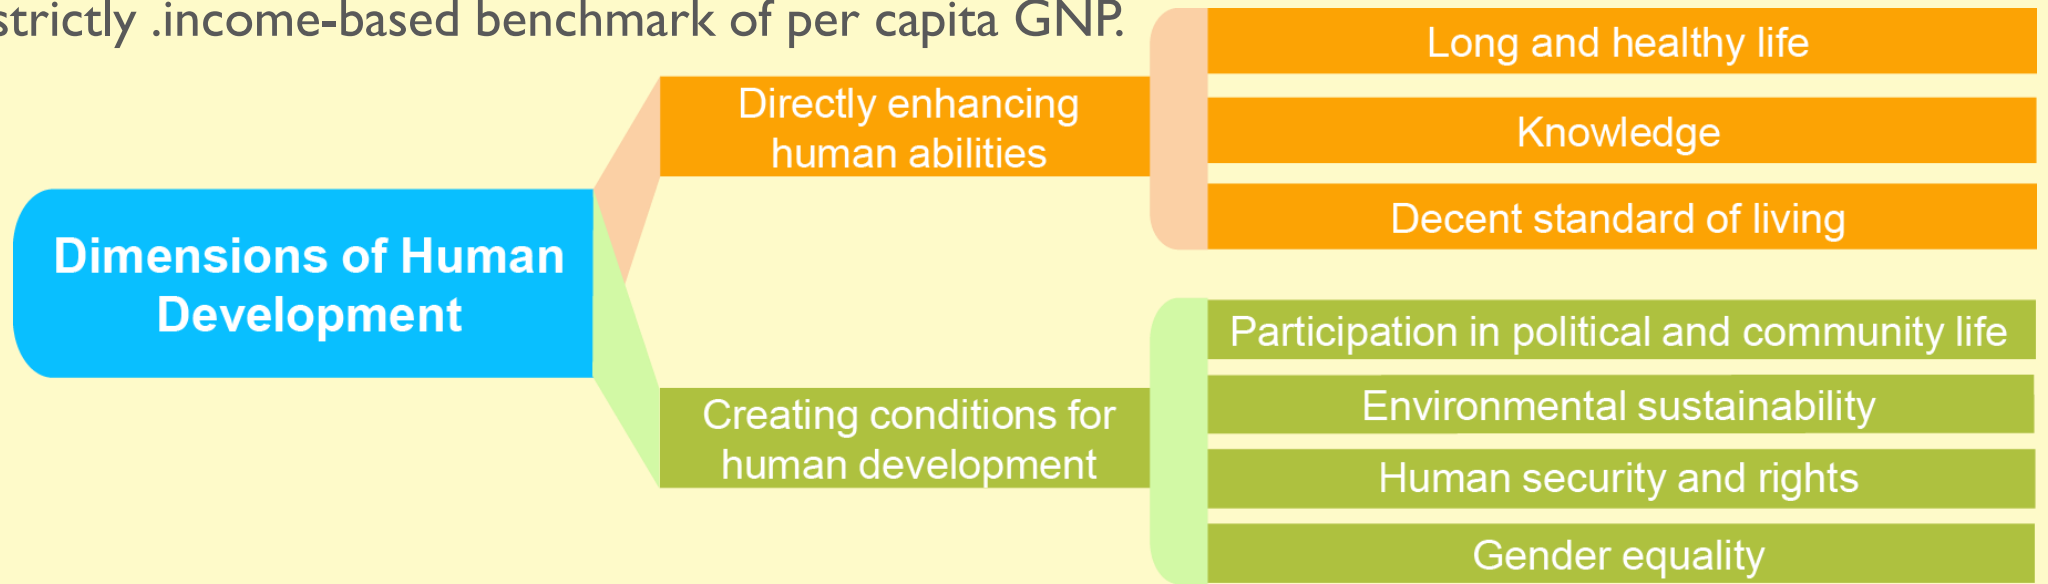 strictly .income-based benchmark of per capita GNP.
Dimensions of Human
Development
Directly enhancing
human abilities
Long and healthy life
Knowledge
Decent standard of living
Creating conditions for
human development
Participation in political and community life
Environmental sustainability
Human security and rights
Gender equality